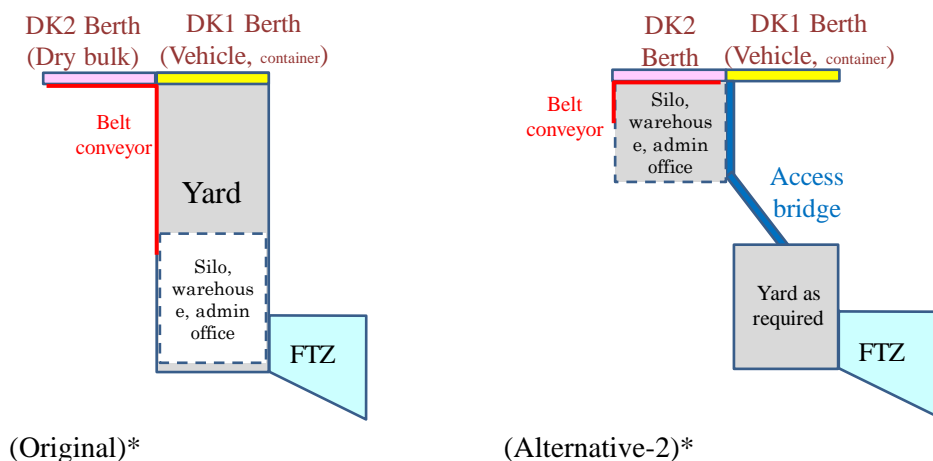 DK2 Berth
(Dry bulk)
DK1 Berth
(Vehicle, container)
Belt
conveyor
Yard
Silo,
warehous
e, admin
office
FTZ
(Original)*
DK2
Berth
DK1 Berth
(Vehicle, container)
Belt
conveyor
Silo,
warehous
e, admin
office
Access
bridge
Yard as
required
FTZ
(Alternative-2)*